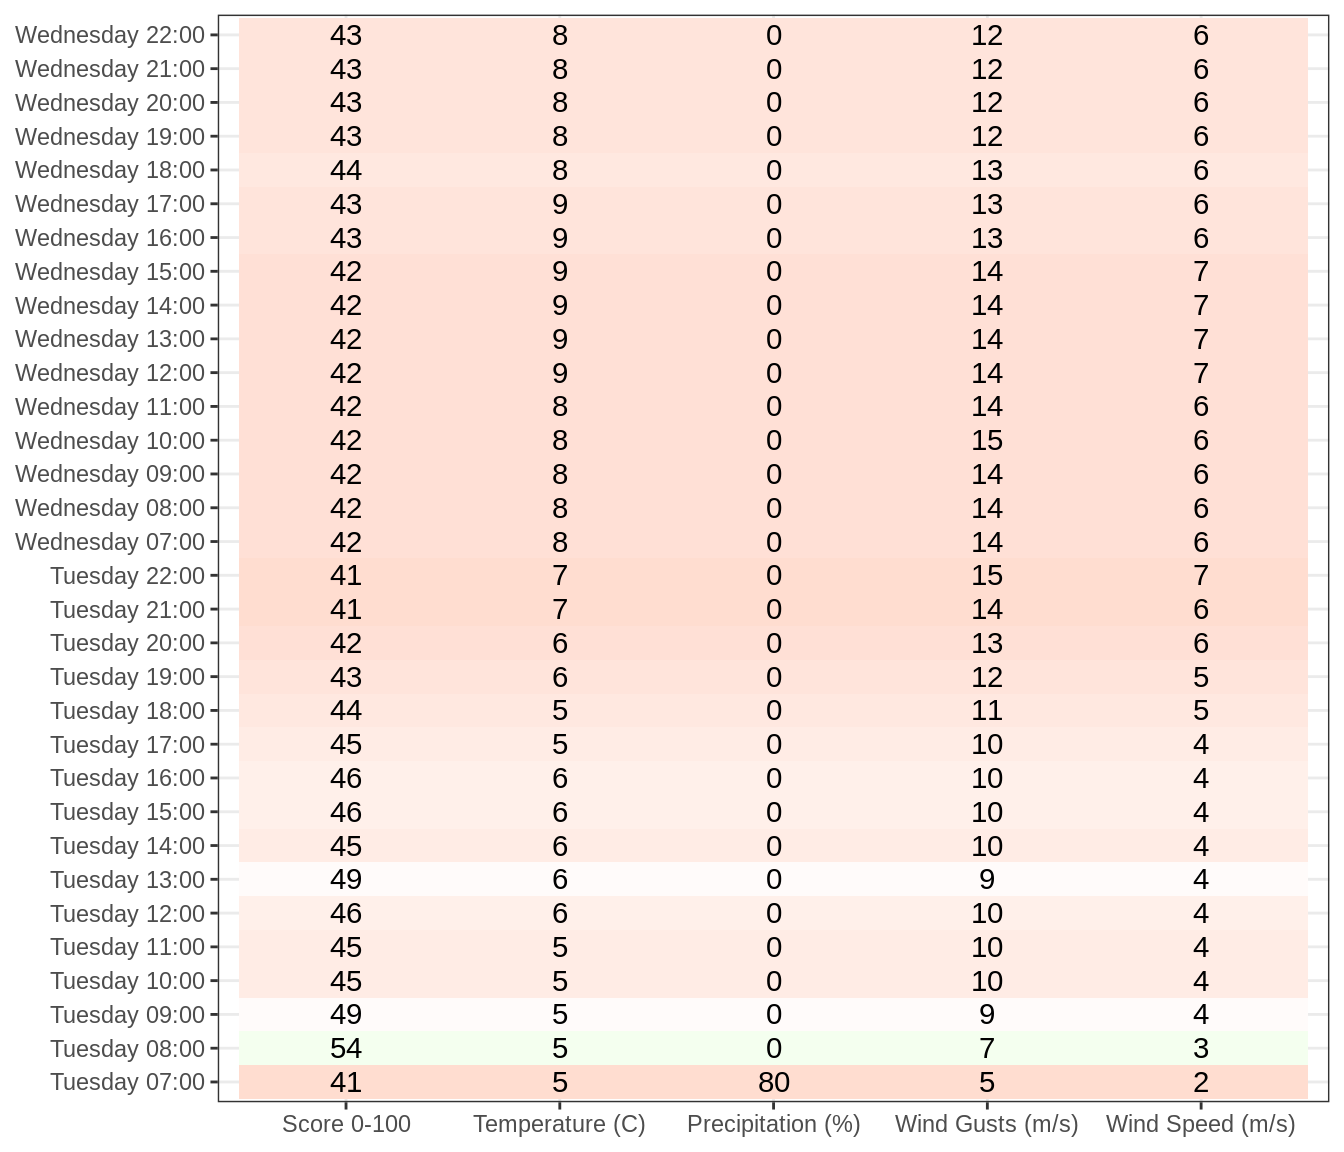 Wednesday 22:00 43 8 0 12 6
Wednesday 21:00 43 8 0 12 6
Wednesday 20:00 43 8 0 12 6
Wednesday 19:00 43 8 0 12 6
Wednesday 18:00 44 8 0 13 6
Wednesday 17:00 43 9 0 13 6
Wednesday 16:00 43 9 0 13 6
Wednesday 15:00 42 9 0 14 7
Wednesday 14:00 42 9 0 14 7
Wednesday 13:00 42 9 0 14 7
Wednesday 12:00 42 9 0 14 7
Wednesday 11:00 42 8 0 14 6
Wednesday 10:00 42 8 0 15 6
Wednesday 09:00 42 8 0 14 6
Wednesday 08:00 42 8 0 14 6
Wednesday 07:00 42 8 0 14 6
Tuesday 22:00 41 7 0 15 7
Tuesday 21:00 41 7 0 14 6
Tuesday 20:00 42 6 0 13 6
Tuesday 19:00 43 6 0 12 5
Tuesday 18:00 44 5 0 11 5
Tuesday 17:00 45 5 0 10 4
Tuesday 16:00 46 6 0 10 4
Tuesday 15:00 46 6 0 10 4
Tuesday 14:00 45 6 0 10 4
Tuesday 13:00 49 6 0 9 4
Tuesday 12:00 46 6 0 10 4
Tuesday 11:00 45 5 0 10 4
Tuesday 10:00 45 5 0 10 4
Tuesday 09:00 49 5 0 9 4
Tuesday 08:00 54 5 0 7 3
Tuesday 07:00 41 5 80 5 2
Score 0-100 Temperature (C) Precipitation (%) Wind Gusts (m/s) Wind Speed (m/s)